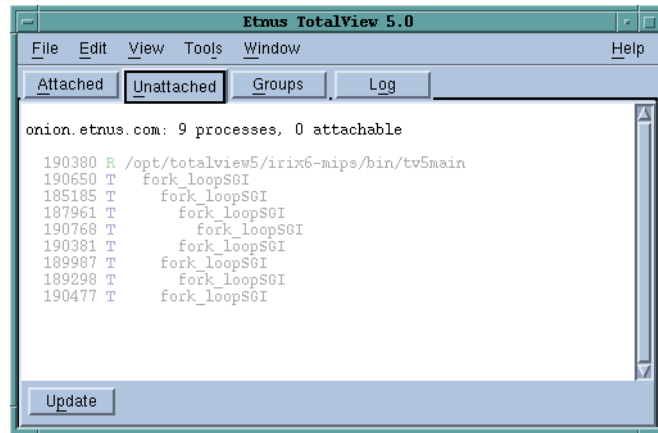 Etnus TotalView 5.0
File Edit View Tools Window Help
Attached Unattached Groups Log
onion.etnus.com: 9 processes, 0 attachable
190380 R /opt/totalview5/irix6-mips/bin/tv5main
190650 T fork_loopSGI
185185 T fork_loopSGI
187961 T fork_loopSGI
190768 T fork_loopSGI
190381 T fork_loopSGI
189987 T fork_loopSGI
189298 T fork_loopSGI
190477 T fork_loopSGI
Update